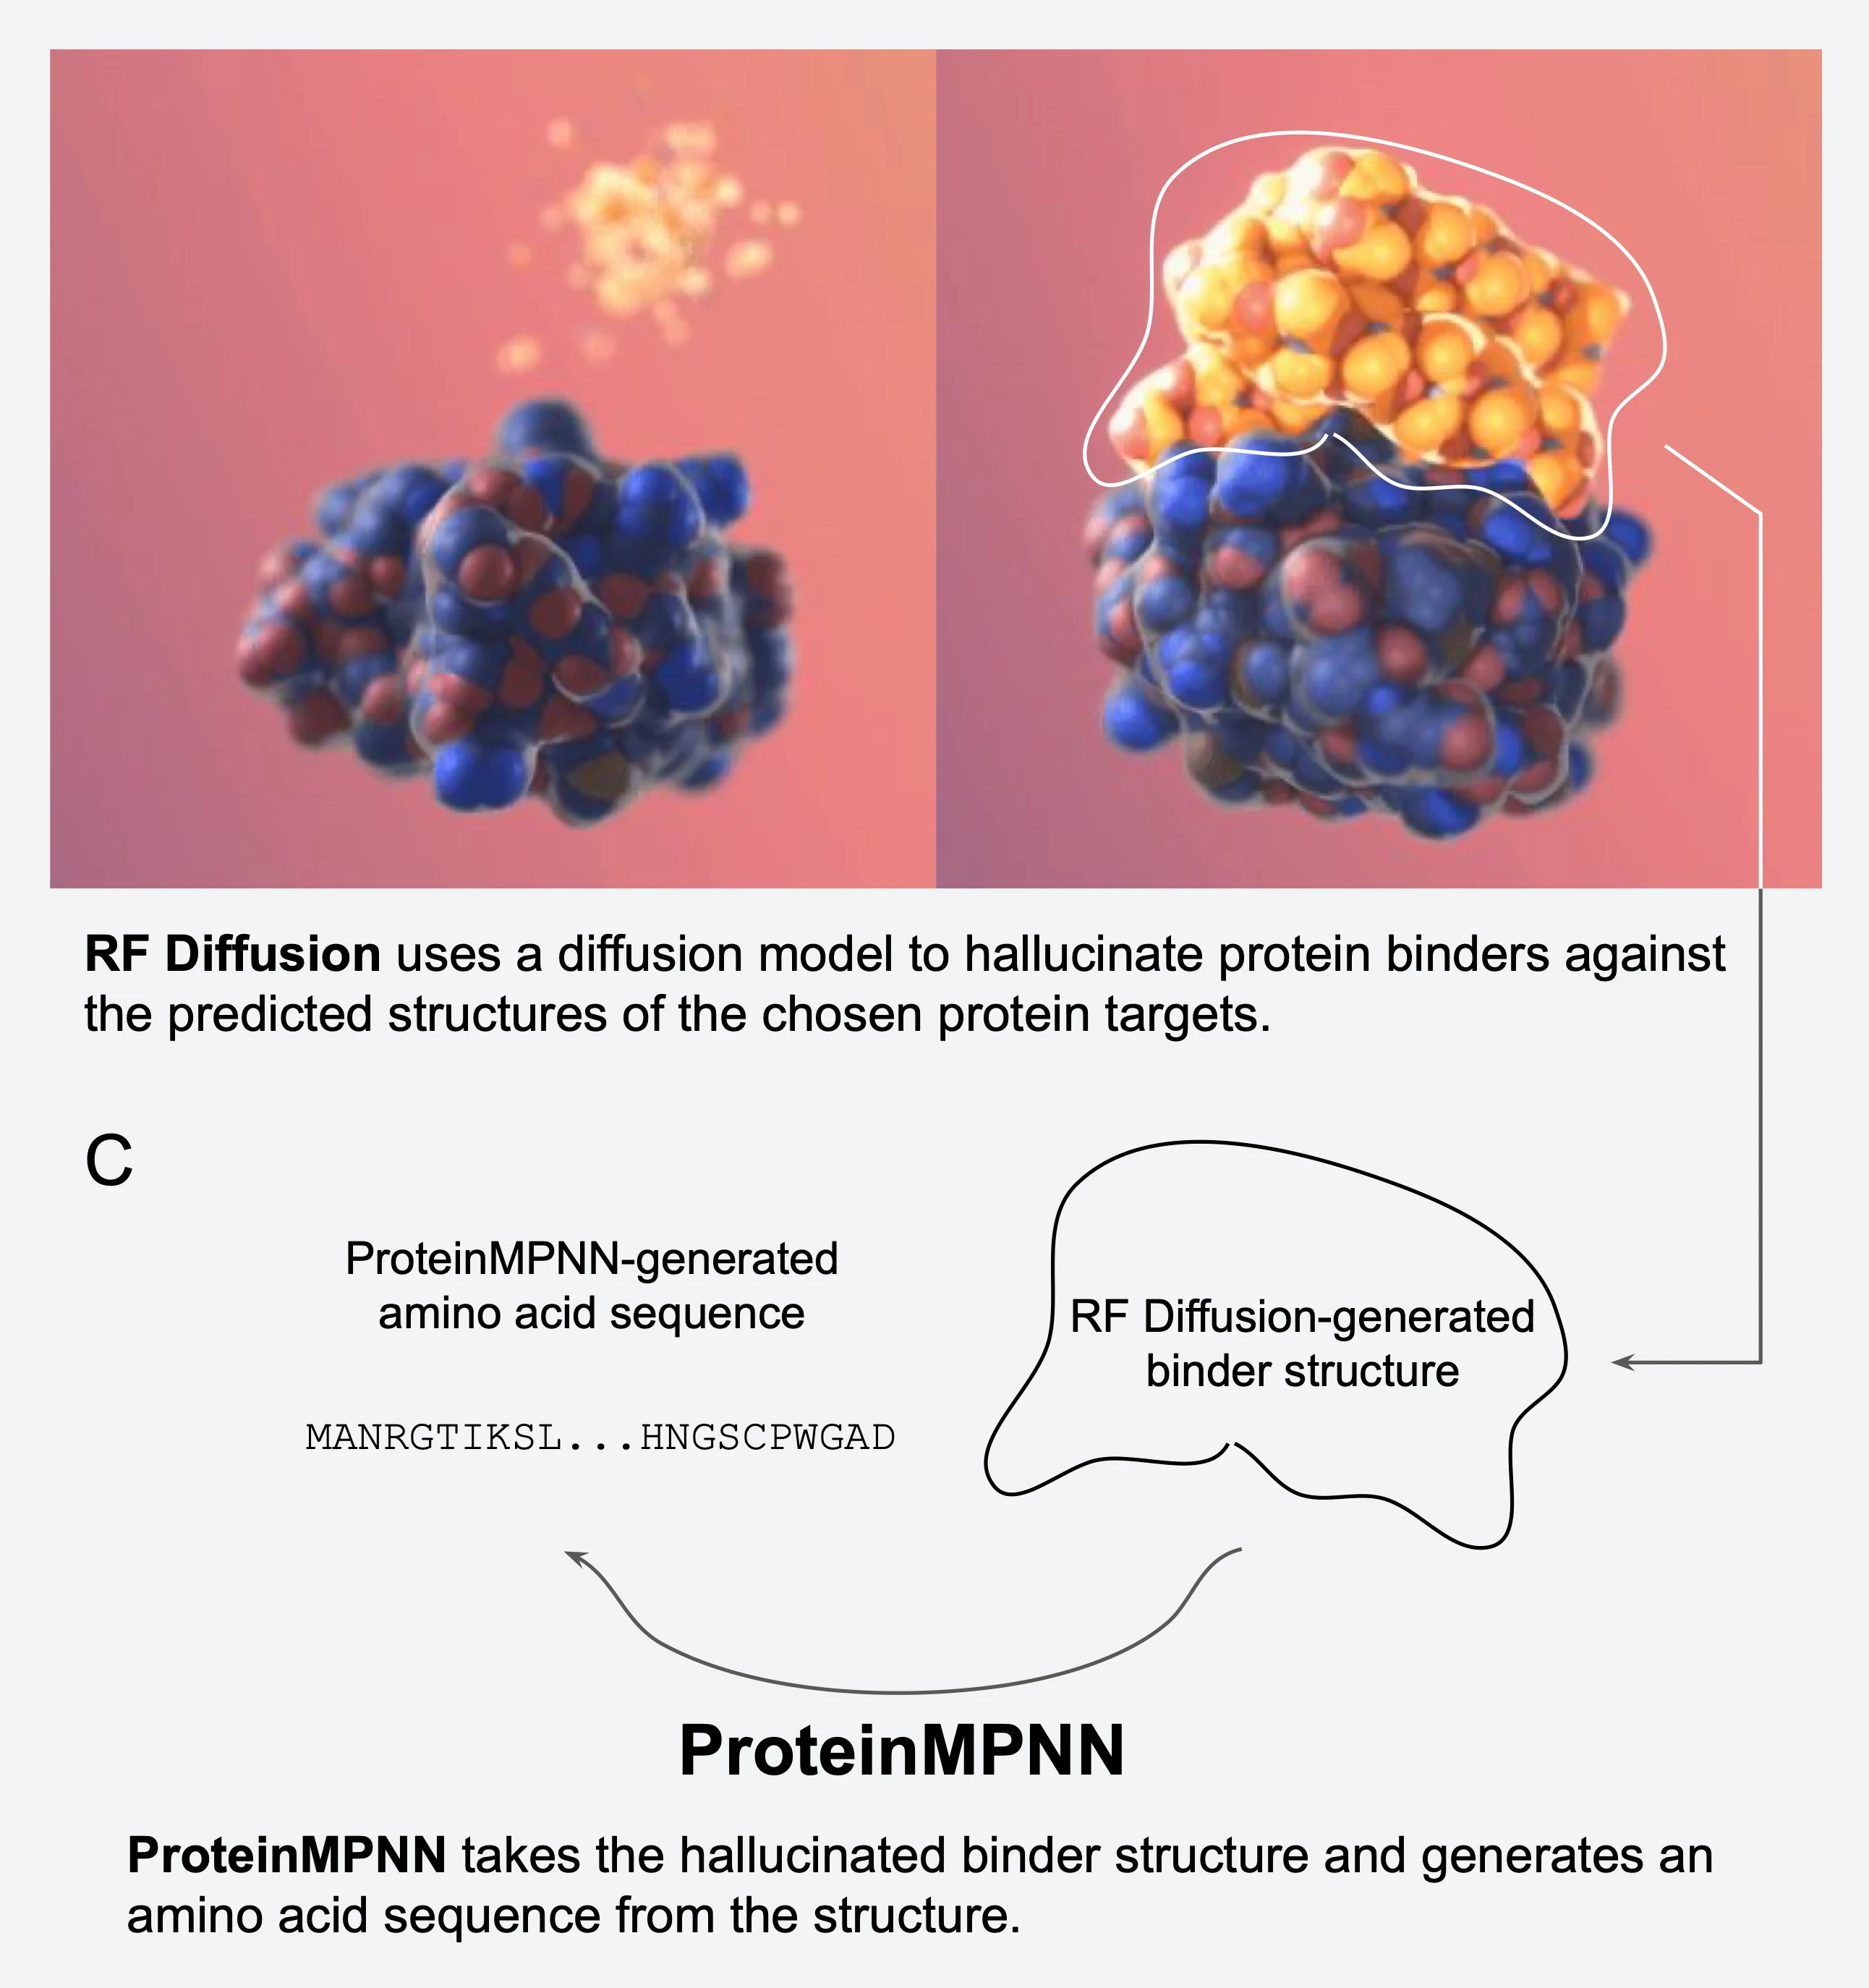 RF Diffusion uses a diffusion model to hallucinate protein binders against
the predicted structures of the chosen protein targets.
C
ProteinMPNN-generated
amino acid sequence
MANRGTIKSL...HNGSCPWGAD
RF Diffusion-generated
binder structure
ProteinMPNN
ProteinMPNN takes the hallucinated binder structure and generates an
amino acid sequence from the structure.